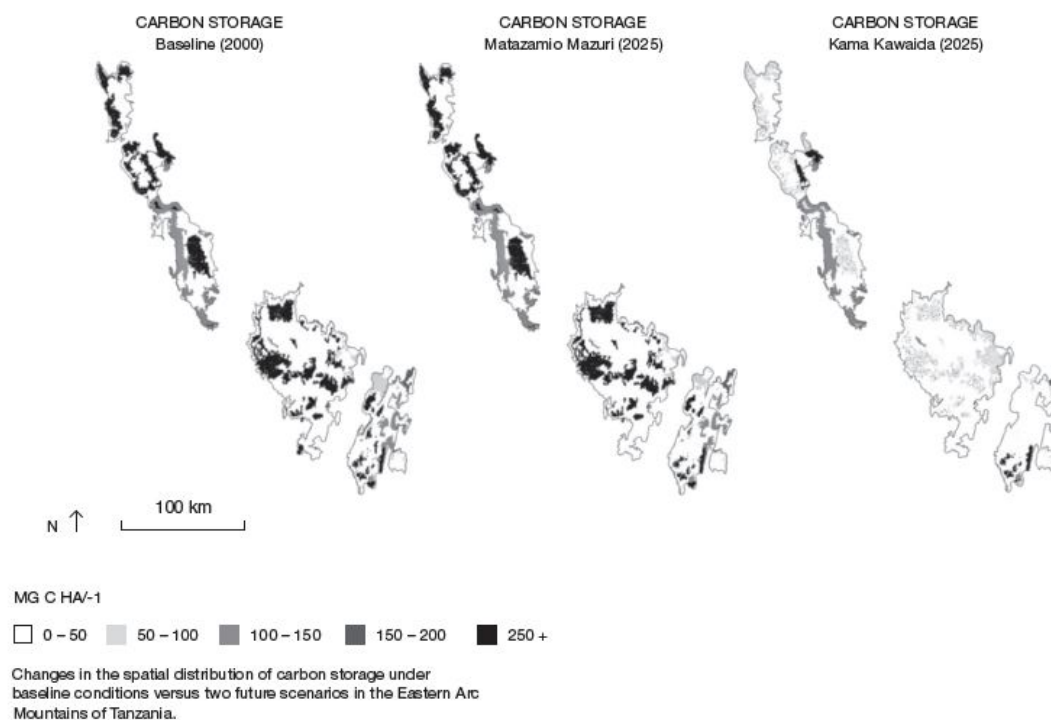 CARBON STORAGE
Baseline (2000)
CARBON STORAGE
Matazamio Mazuri (2025)
CARBON STORAGE
Kama Kawaida (2025)
N
100 km
MG C HA/-1
0 – 50
50 – 100
100 – 150
150 – 200
250 +
Changes in the spatial distribution of carbon storage under
baseline conditions versus two future scenarios in the Eastern Arc
Mountains of Tanzania.